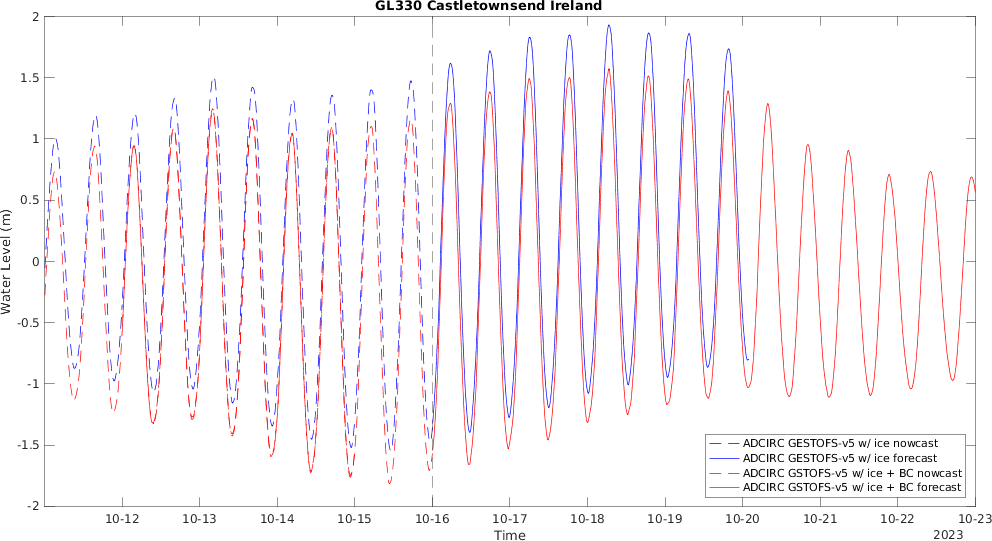 GL330 Castletownsend Ireland
2
1.5
1
0.5
0
-0.5
-1
-1.5
-2
Water Level (m)
ADCIRC GESTOFS-v5 w/ ice nowcast
ADCIRC GESTOFS-v5 w/ ice forecast
ADCIRC GSTOFS-v5 w/ ice + BC nowcast
ADCIRC GSTOFS-v5 w/ ice + BC forecast
10-12 10-13 10-14 10-15 10-16 10-17 10-18 10-19 10-20 10-21 10-22 10-23
Time 2023